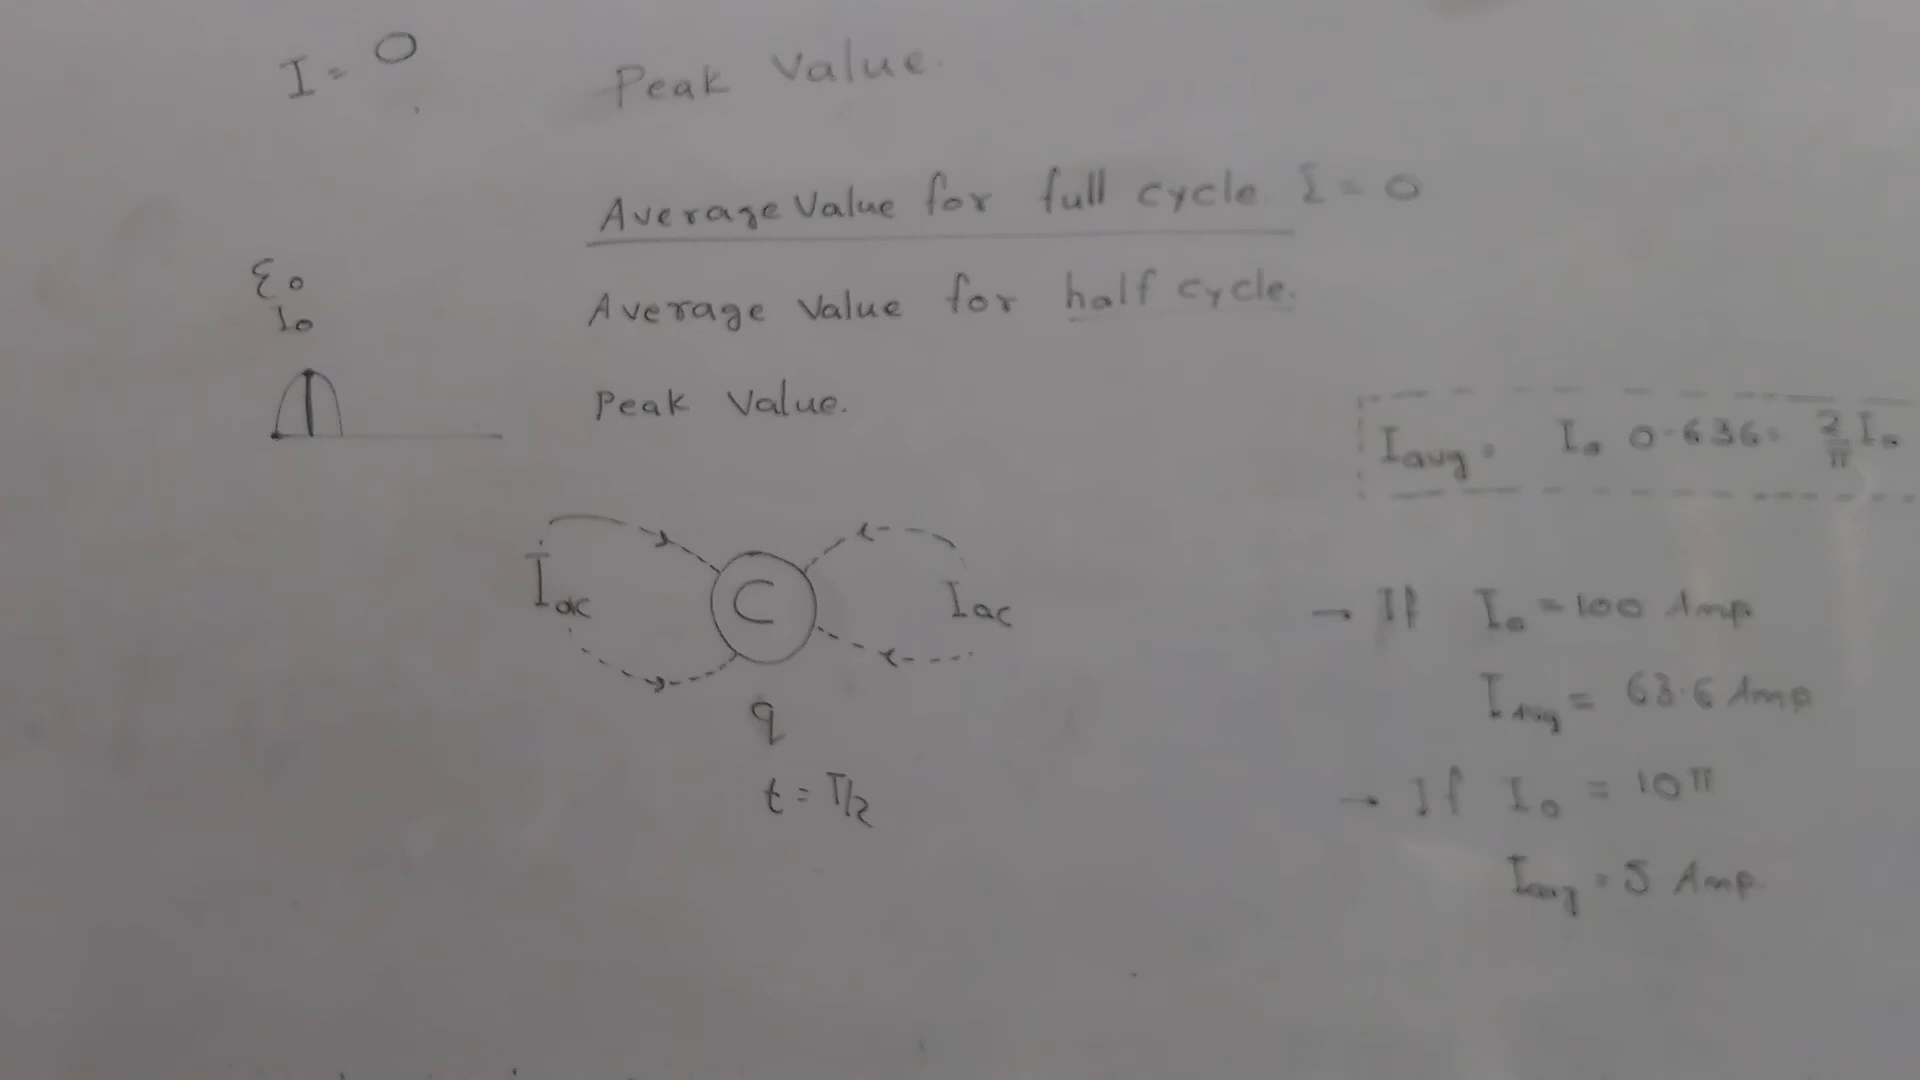 I = 0
Peak Value.
Average Value for full cycle. I = 0
ε0
I0
Average Value for half cycle.
Peak Value.
Iavg = I0 0.636 = 2/π I0
Idc
C
Iac
q
t = T/2
→ If I0 = 100 Amp
IAvg = 63.6 Amp
→ If I0 = 10π
Iavg = 5 Amp